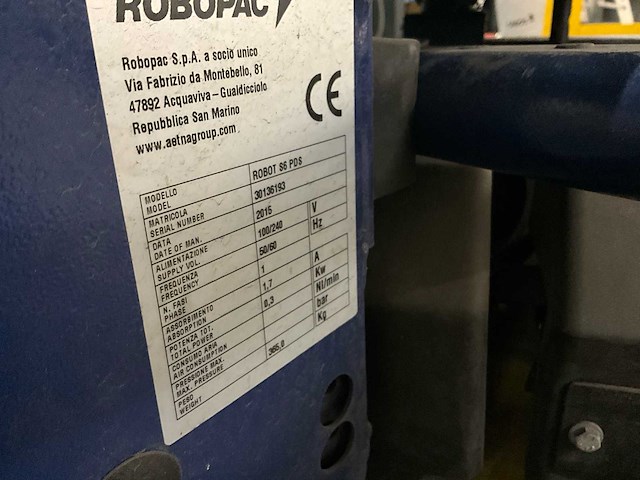 ROBOPAC
Robopac S.p.A. a socio unico
Via Fabrizio da Montebello, 81
47892 Acquaviva – Gualdicciolo
Repubblica San Marino
www.aetnagroup.com
CE
MODELLO
MODEL
ROBOT S6 PDS
MATRICOLA
SERIAL NUMBER
30136193
DATA
DATE OF MAN.
2015
ALIMENTAZIONE
SUPPLY VOL.
100/240
V
FREQUENZA
FREQUENCY
50/60
Hz
N. FASI
PHASE
1
ASSORBIMENTO
ABSORPTION
1,7
A
POTENZA TOT.
TOTAL POWER
0,3
Kw
CONSUMO ARIA
AIR CONSUMPTION
Nl/min
PRESSIONE MAX.
MAX. PRESSURE
bar
PESO
WEIGHT
365,0
Kg